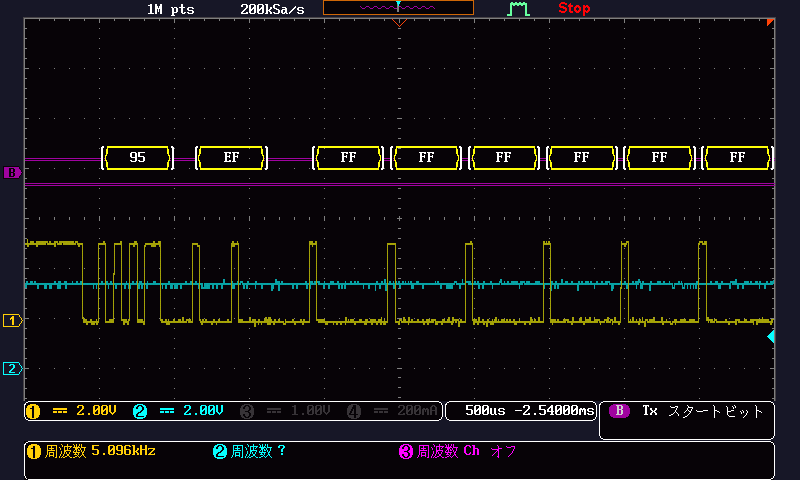 1M pts 200kSa/s Stop
B 95 EF FF FF FF FF FF FF
1
2
1 2.00V 2 2.00V 3 1.00V 4 200mA 500us -2.54000ms B Tx スタートビット
1 周波数 5.096kHz 2 周波数 ? 3 周波数 Ch オフ